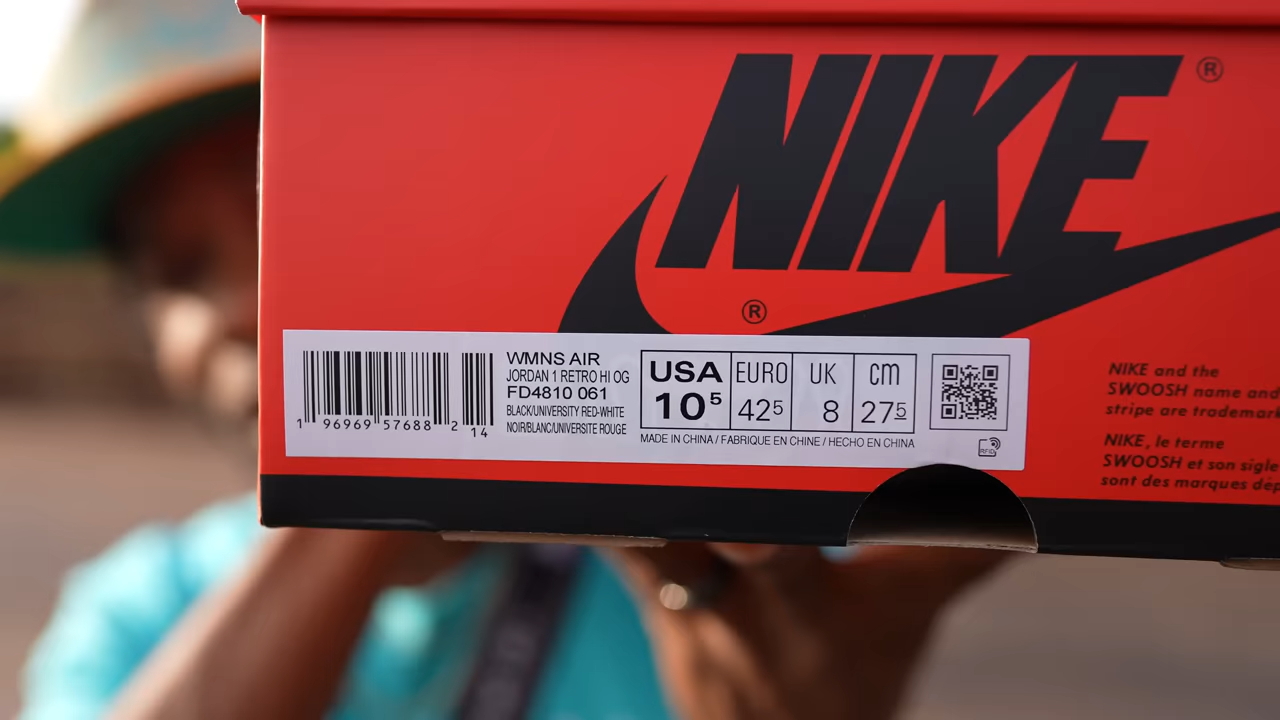 NIKE ®
®
WMNS AIR
JORDAN 1 RETRO HI OG
FD4810 061
BLACK/UNIVERSITY RED-WHITE
NOIR/BLANC/UNIVERSITE ROUGE
1 96969 57688 2 14
USA EURO UK cm
10⁵ 42⁵ 8 27⁵
MADE IN CHINA / FABRIQUE EN CHINE / HECHO EN CHINA
RFID
NIKE and the
SWOOSH name and
stripe are trademark
NIKE, le terme
SWOOSH et son sigle
sont des marques dép